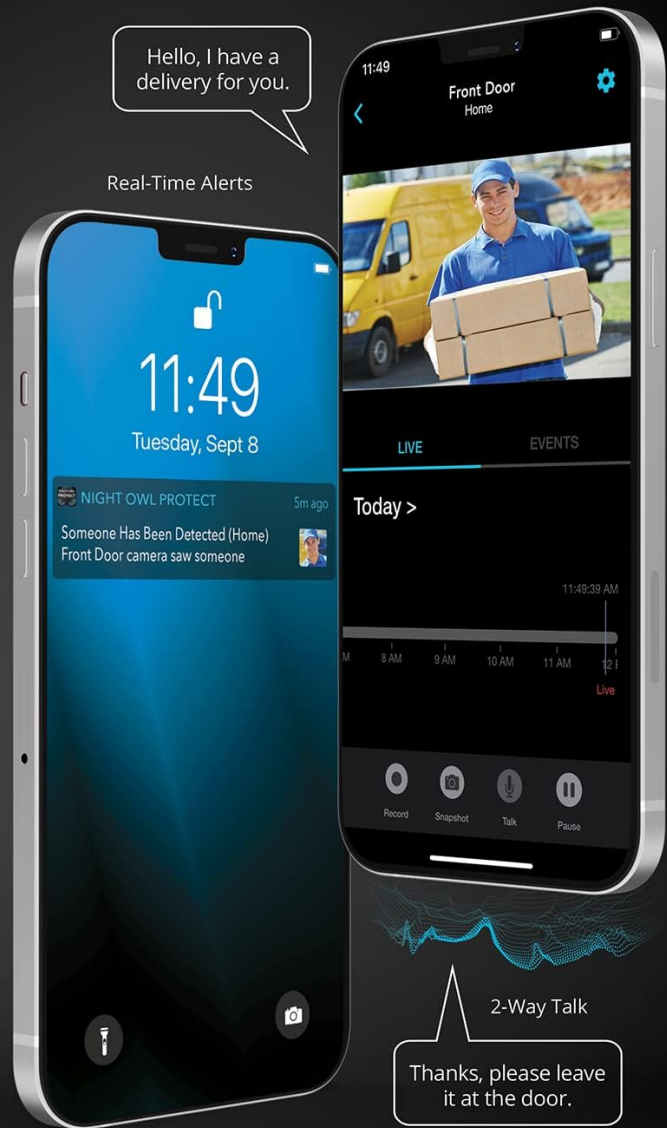 Hello, I have a
delivery for you.
Real-Time Alerts
11:49
Tuesday, Sept 8
NIGHT OWL PROTECT
5m ago
Someone Has Been Detected (Home)
Front Door camera saw someone
11:49
Front Door
Home
LIVE
EVENTS
Today >
11:49:39 AM
M
8 AM
9 AM
10 AM
11 AM
12
Live
Record
Snapshot
Talk
Pause
2-Way Talk
Thanks, please leave
it at the door.